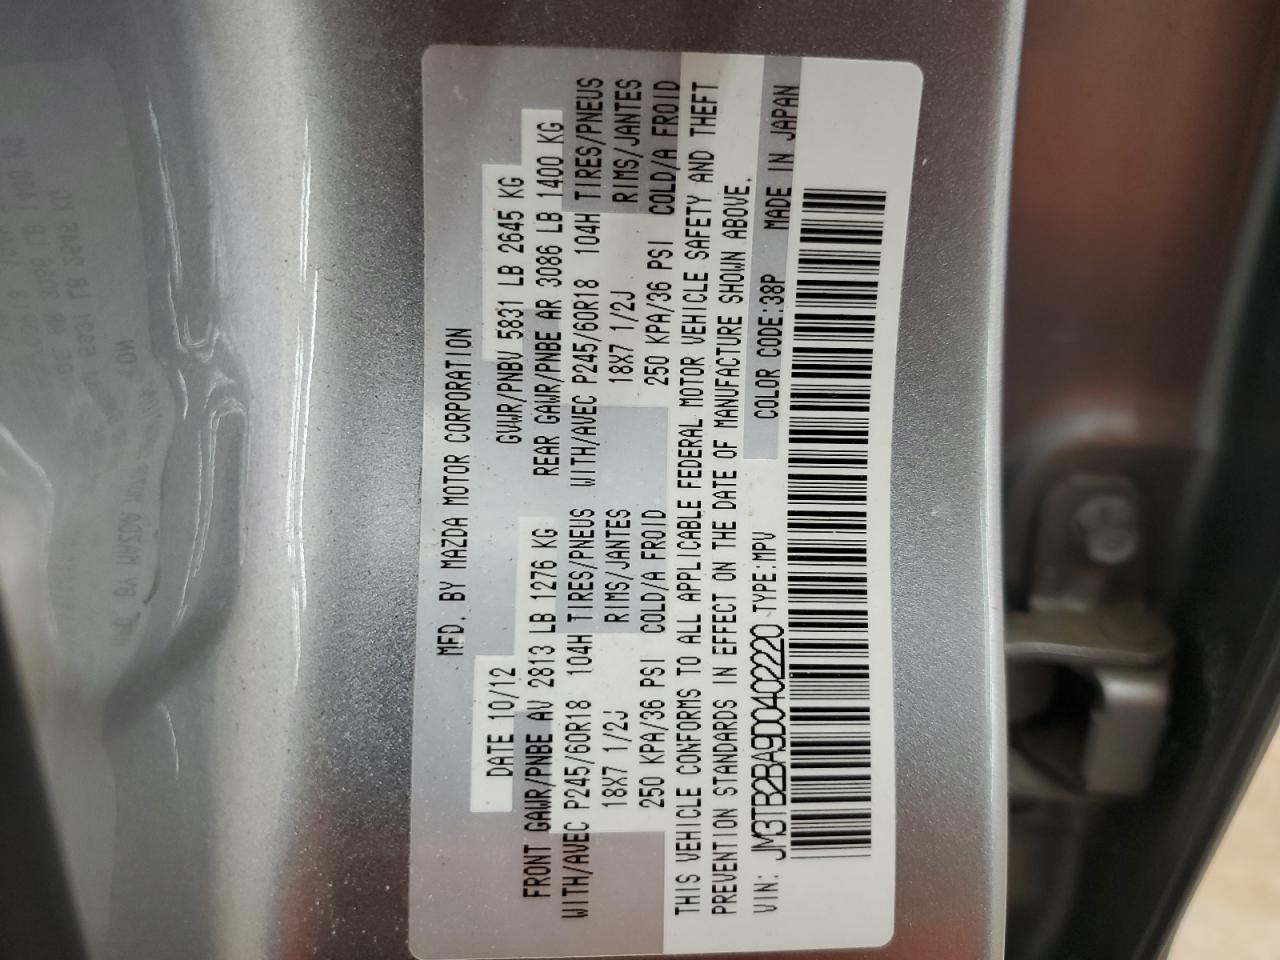 MFD. BY MAZDA MOTOR CORPORATION
DATE 10/12 GVWR/PNBV 5831 LB 2645 KG
FRONT GAWR/PNBE AV 2813 LB 1276 KG REAR GAWR/PNBE AR 3086 LB 1400 KG
WITH/AVEC P245/60R18 104H TIRES/PNEUS WITH/AVEC P245/60R18 104H TIRES/PNEUS
18X7 1/2J RIMS/JANTES 18X7 1/2J RIMS/JANTES
250 KPA/36 PSI COLD/A FROID 250 KPA/36 PSI COLD/A FROID
THIS VEHICLE CONFORMS TO ALL APPLICABLE FEDERAL MOTOR VEHICLE SAFETY AND THEFT
PREVENTION STANDARDS IN EFFECT ON THE DATE OF MANUFACTURE SHOWN ABOVE.
VIN: JM3TB2BA9D0402220 TYPE:MPV COLOR CODE:38P MADE IN JAPAN